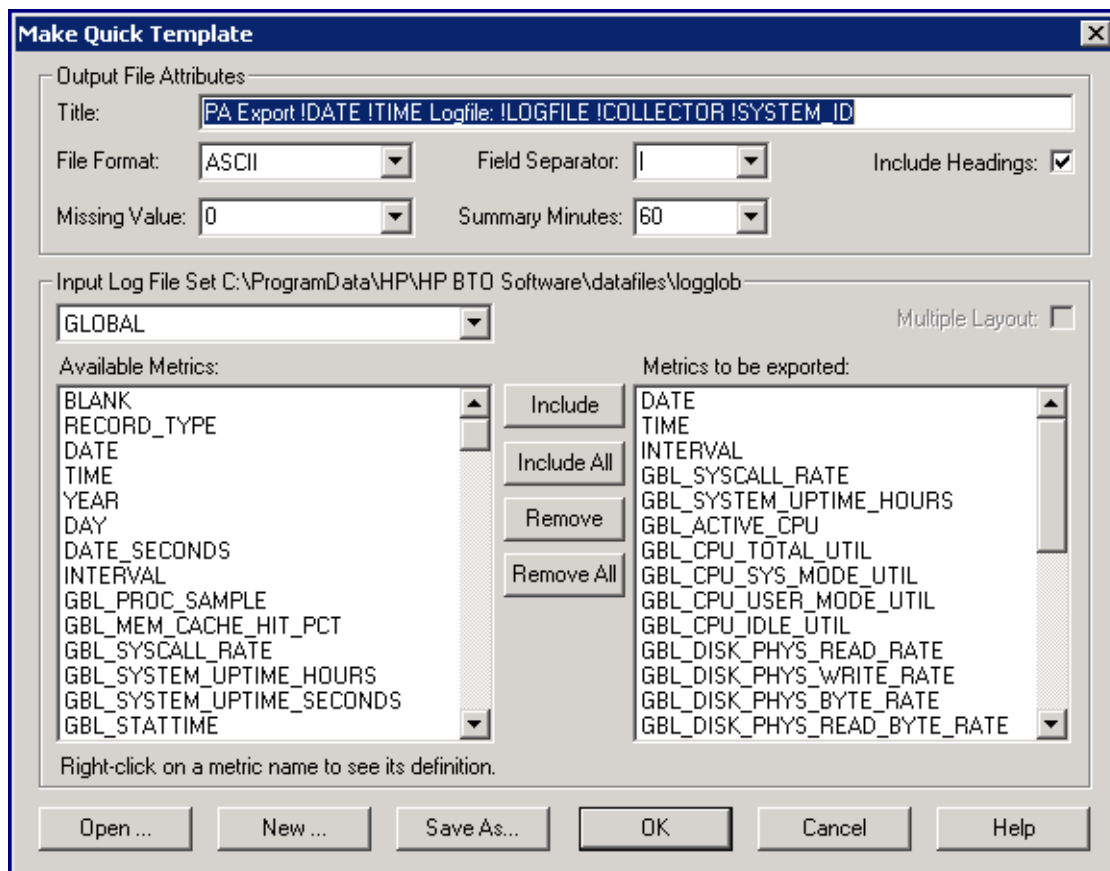 Make Quick Template
Output File Attributes
Title: PA Export !DATE !TIME Logfile: !LOGFILE !COLLECTOR !SYSTEM_ID
File Format: ASCII Field Separator: | Include Headings:
Missing Value: 0 Summary Minutes: 60
Input Log File Set C:\ProgramData\HP\HP BTO Software\datafiles\logglob
GLOBAL Multiple Layout:
Available Metrics:
BLANK
RECORD_TYPE
DATE
TIME
YEAR
DAY
DATE_SECONDS
INTERVAL
GBL_PROC_SAMPLE
GBL_MEM_CACHE_HIT_PCT
GBL_SYSCALL_RATE
GBL_SYSTEM_UPTIME_HOURS
GBL_SYSTEM_UPTIME_SECONDS
GBL_STATTIME
Include
Include All
Remove
Remove All
Metrics to be exported:
DATE
TIME
INTERVAL
GBL_SYSCALL_RATE
GBL_SYSTEM_UPTIME_HOURS
GBL_ACTIVE_CPU
GBL_CPU_TOTAL_UTIL
GBL_CPU_SYS_MODE_UTIL
GBL_CPU_USER_MODE_UTIL
GBL_CPU_IDLE_UTIL
GBL_DISK_PHYS_READ_RATE
GBL_DISK_PHYS_WRITE_RATE
GBL_DISK_PHYS_BYTE_RATE
GBL_DISK_PHYS_READ_BYTE_RATE
Right-click on a metric name to see its definition.
Open ... New ... Save As... OK Cancel Help